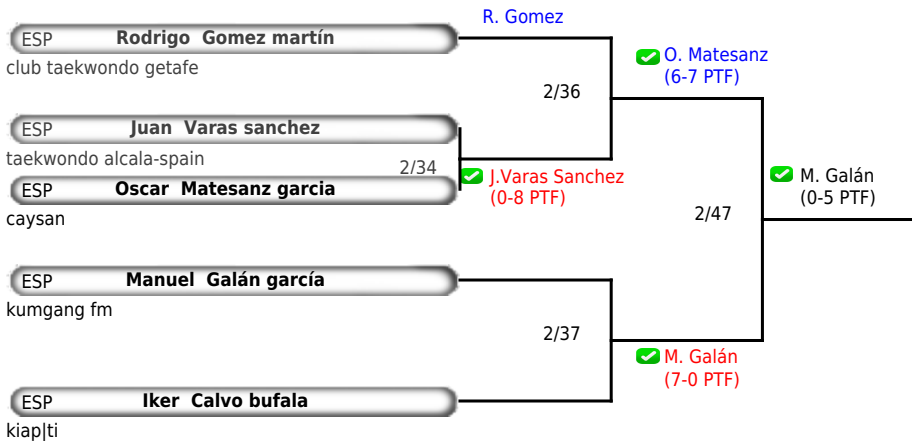 R. Gomez
ESP Rodrigo Gomez martín
club taekwondo getafe
O. Matesanz
(6-7 PTF)
2/36
ESP Juan Varas sanchez
taekwondo alcala-spain
2/34
J.Varas Sanchez
(0-8 PTF)
ESP Oscar Matesanz garcia
caysan
M. Galán
(0-5 PTF)
2/47
ESP Manuel Galán garcía
kumgang fm
2/37
M. Galán
(7-0 PTF)
ESP Iker Calvo bufala
kiap|ti